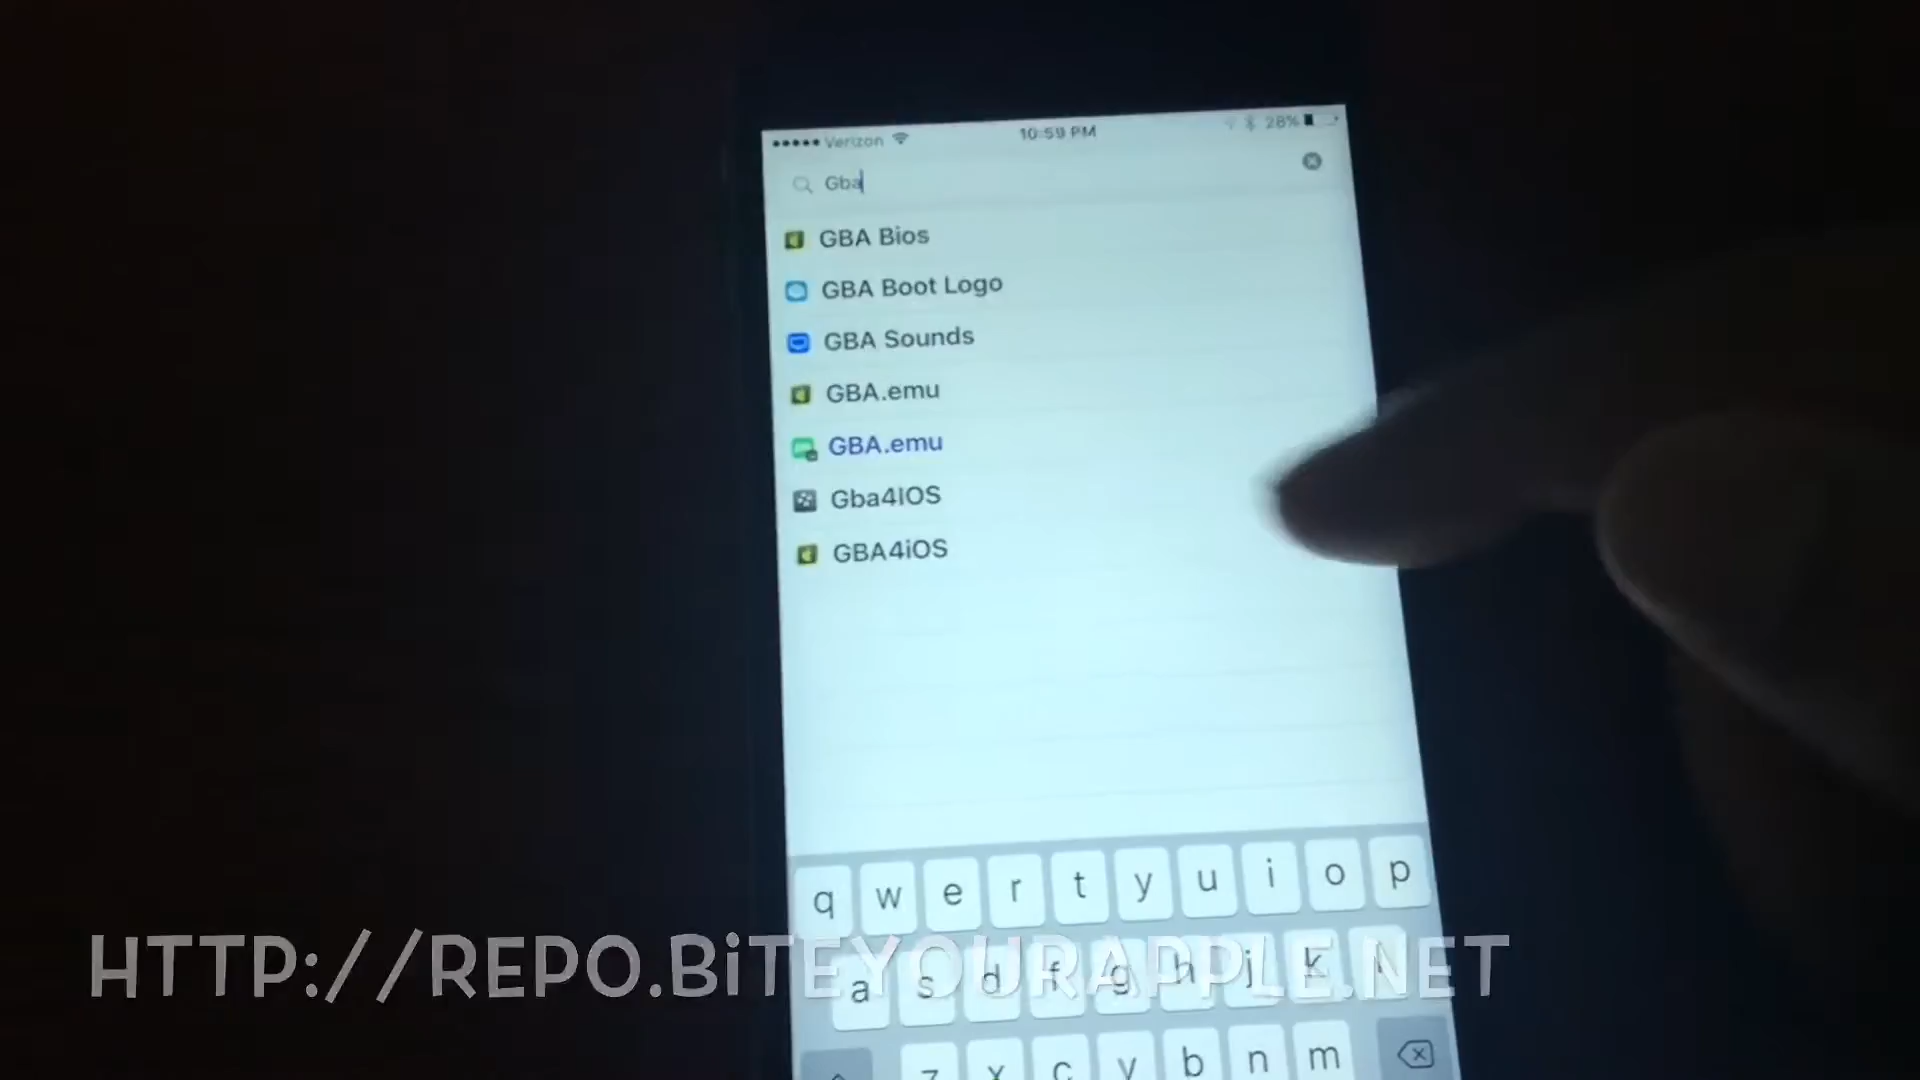 Verizon 10:59 PM 28%
Gba
GBA Bios
GBA Boot Logo
GBA Sounds
GBA.emu
GBA.emu
Gba4IOS
GBA4iOS
q w e r t y u i o p
HTTP://REPO.BiTEYOURAPPLE.NET
a s d f g h j k l
z x c v b n m